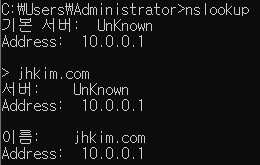 C:\Users\Administrator>nslookup
기본 서버:  UnKnown
Address:  10.0.0.1
> jhkim.com
서버:    UnKnown
Address:  10.0.0.1
이름:    jhkim.com
Address:  10.0.0.1